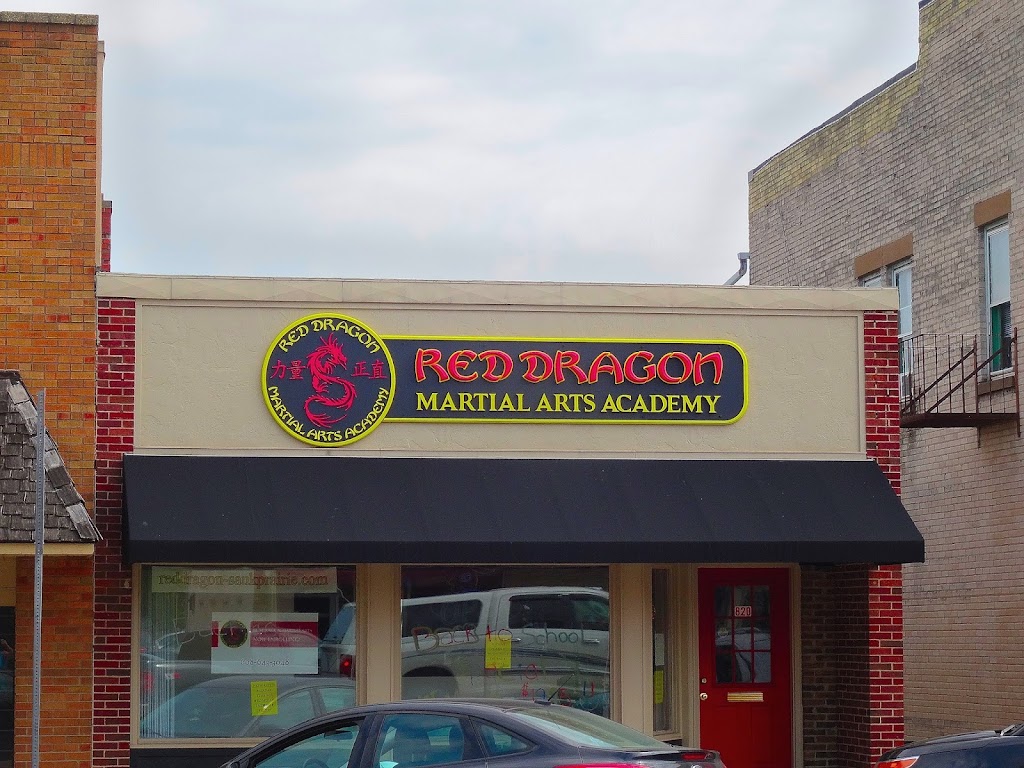 RED DRAGON
力量 正直
MARTIAL ARTS ACADEMY
RED DRAGON
MARTIAL ARTS ACADEMY
reddragon-saukprairie.com
820
Back to School